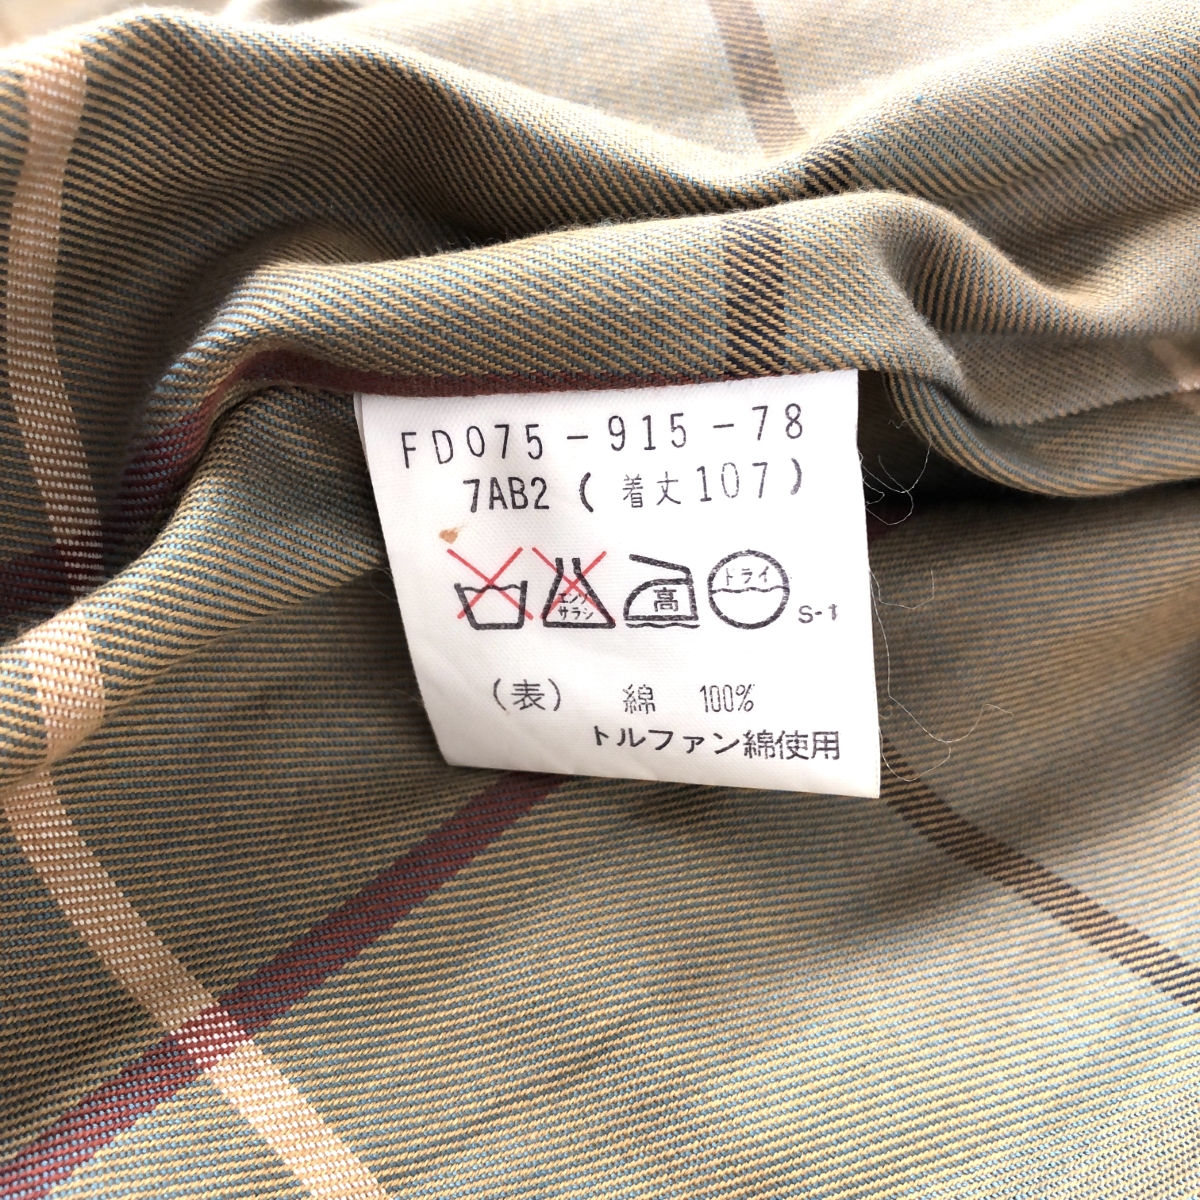 FD075-915-78
7AB2 (着丈107)
エンソ
サラシ
高
ドライ
S-1
(表) 綿 100%
トルファン綿使用